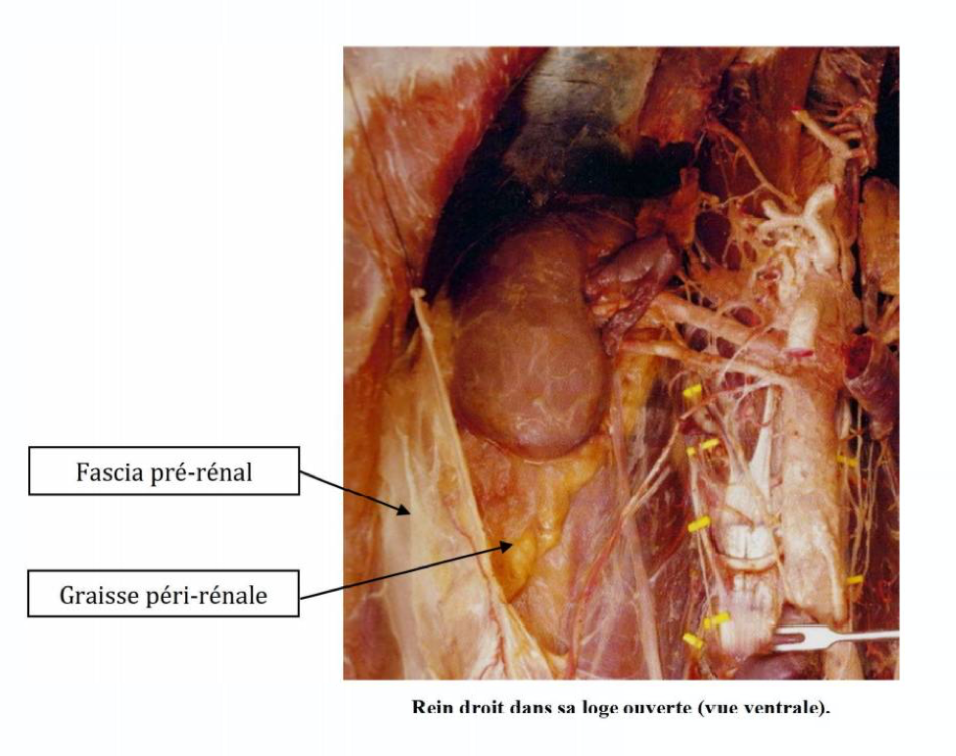 Fascia pré-rénal
Graisse péri-rénale
Rein droit dans sa loge ouverte (vue ventrale).